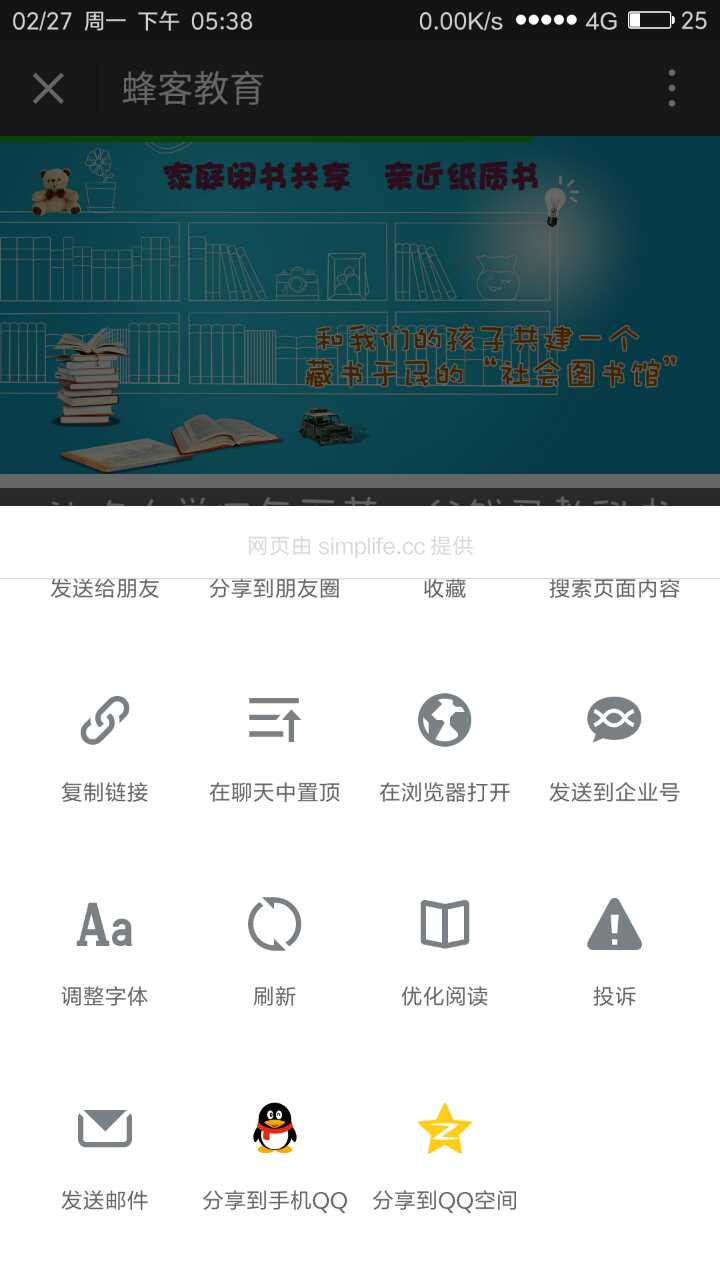 02/27 周一 下午 05:38 0.00K/s 4G 25
蜂客教育
家庭闲书共享 亲近纸质书
和我们的孩子共建一个
藏书于民的“社会图书馆”
网页由 simplife.cc 提供
发送给朋友 分享到朋友圈 收藏 搜索页面内容
复制链接 在聊天中置顶 在浏览器打开 发送到企业号
Aa
调整字体 刷新 优化阅读 投诉
发送邮件 分享到手机QQ 分享到QQ空间